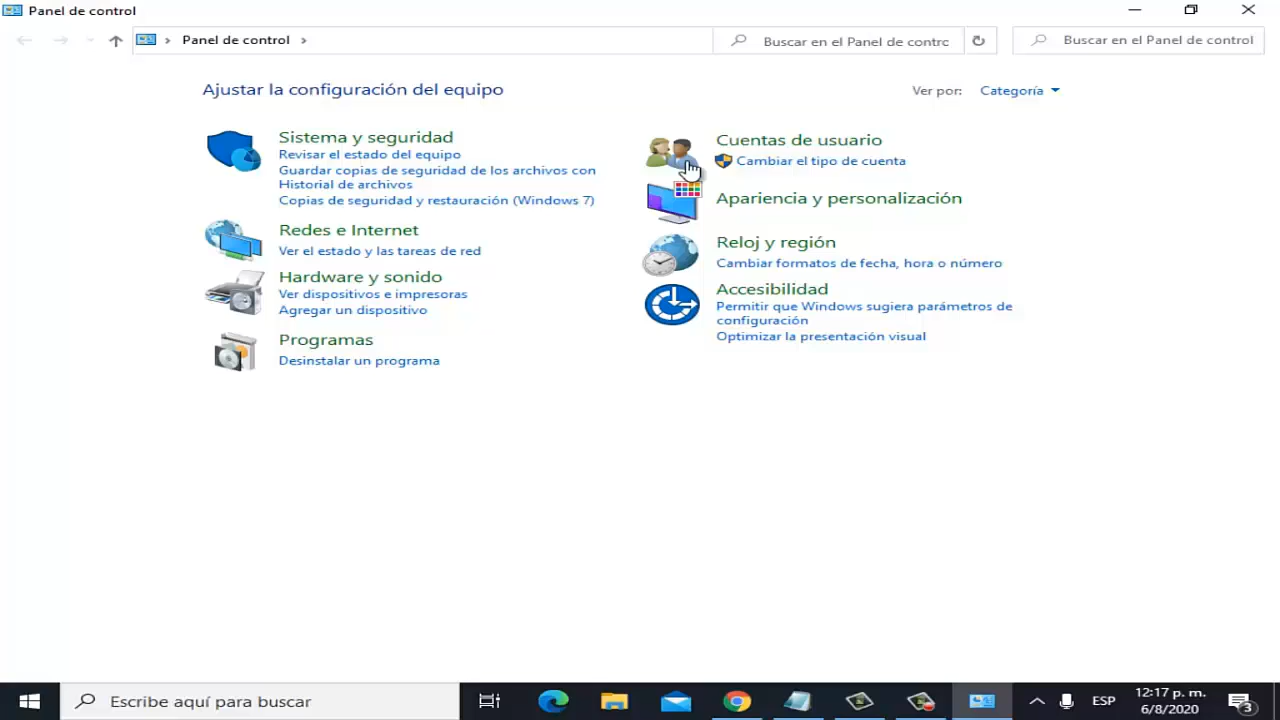 Panel de control
Panel de control
Buscar en el Panel de contrc
Buscar en el Panel de control
Ajustar la configuración del equipo
Ver por:
Categoría
Sistema y seguridad
Revisar el estado del equipo
Guardar copias de seguridad de los archivos con
Historial de archivos
Copias de seguridad y restauración (Windows 7)
Redes e Internet
Ver el estado y las tareas de red
Hardware y sonido
Ver dispositivos e impresoras
Agregar un dispositivo
Programas
Desinstalar un programa
Cuentas de usuario
Cambiar el tipo de cuenta
Apariencia y personalización
Reloj y región
Cambiar formatos de fecha, hora o número
Accesibilidad
Permitir que Windows sugiera parámetros de
configuración
Optimizar la presentación visual
Escribe aquí para buscar
ESP
12:17 p. m.
6/8/2020
3